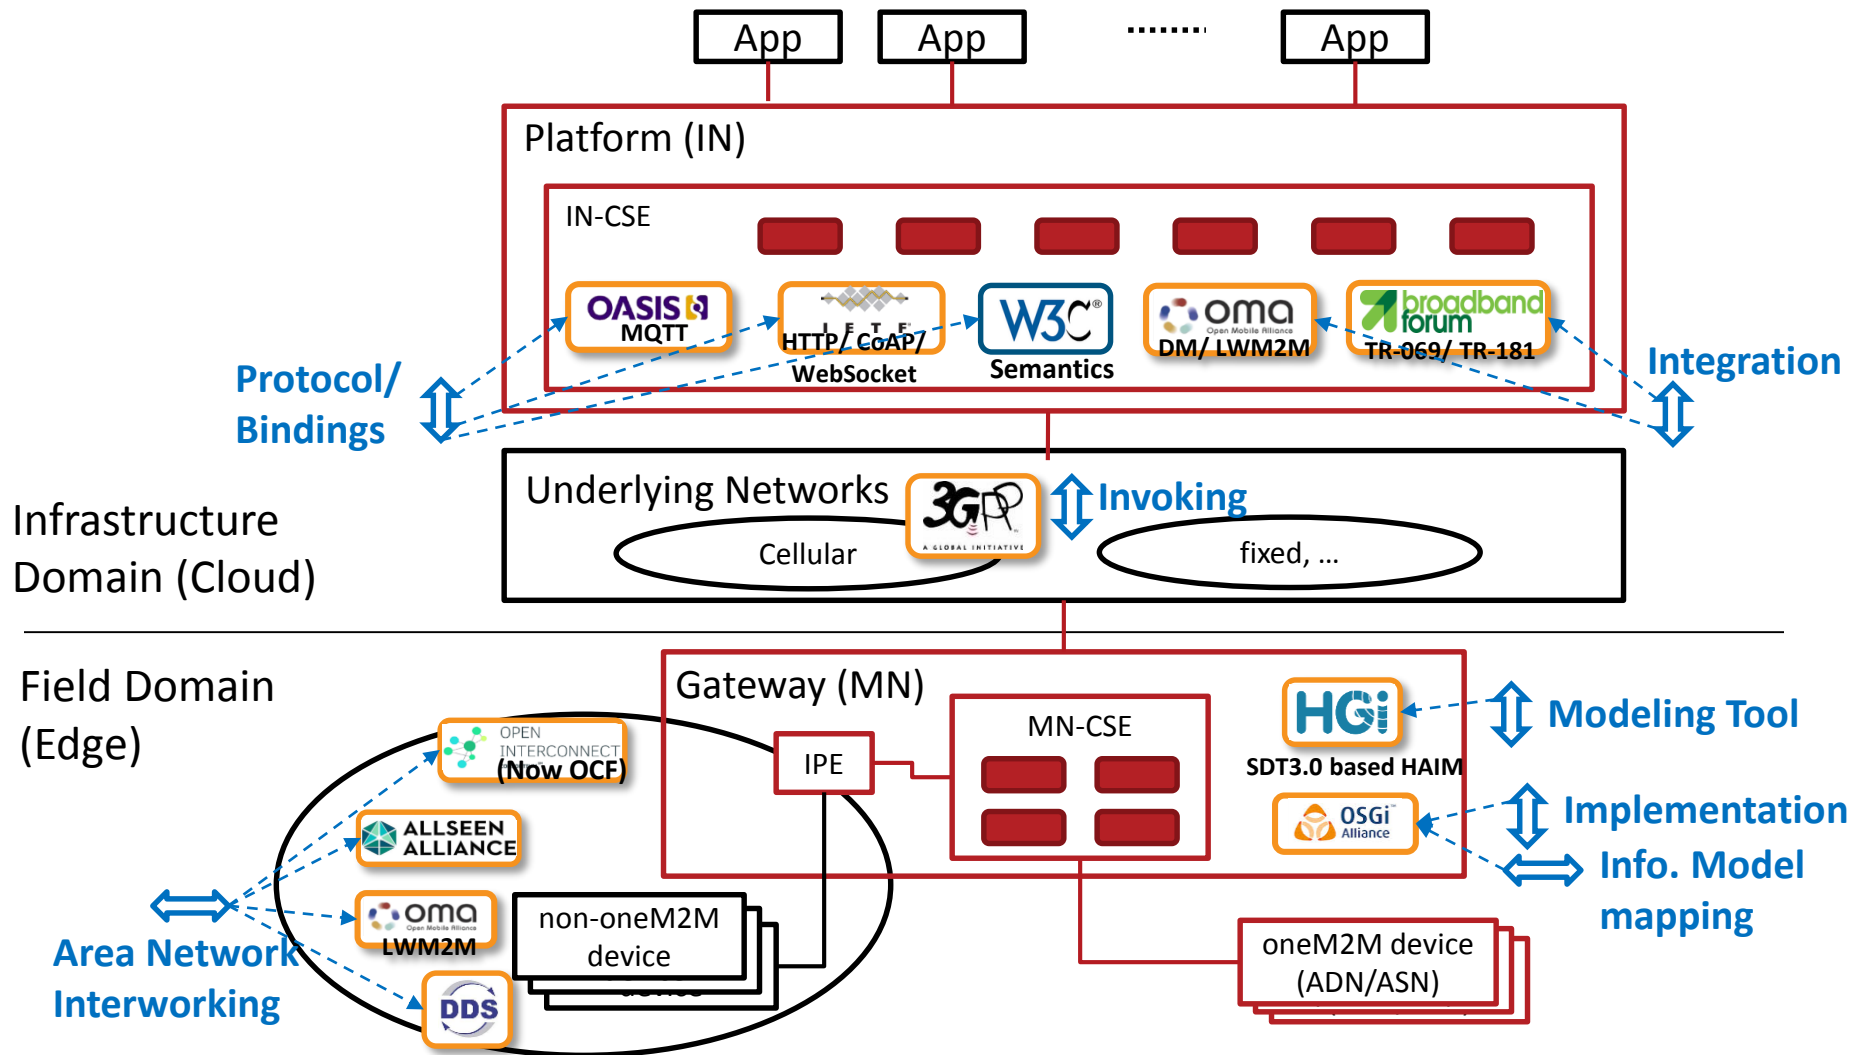 App
App
........
App
Platform (IN)
IN-CSE
OASIS
MQTT
I E T F
HTTP/ CoAP/
WebSocket
W3C®
Semantics
oma
Open Mobile Alliance
DM/ LWM2M
broadband
forum
TR-069/ TR-181
Protocol/
Bindings
Integration
Underlying Networks
3GPP
A GLOBAL INITIATIVE
Invoking
Cellular
fixed, ...
Infrastructure
Domain (Cloud)
Field Domain
(Edge)
Gateway (MN)
MN-CSE
IPE
HGi
SDT3.0 based HAIM
Modeling Tool
OSGi™
Alliance
Implementation
Info. Model
mapping
OPEN
INTERCONNECT
(Now OCF)
ALLSEEN
ALLIANCE
oma
Open Mobile Alliance
LWM2M
DDS
Area Network
Interworking
non-oneM2M
device
oneM2M device
(ADN/ASN)